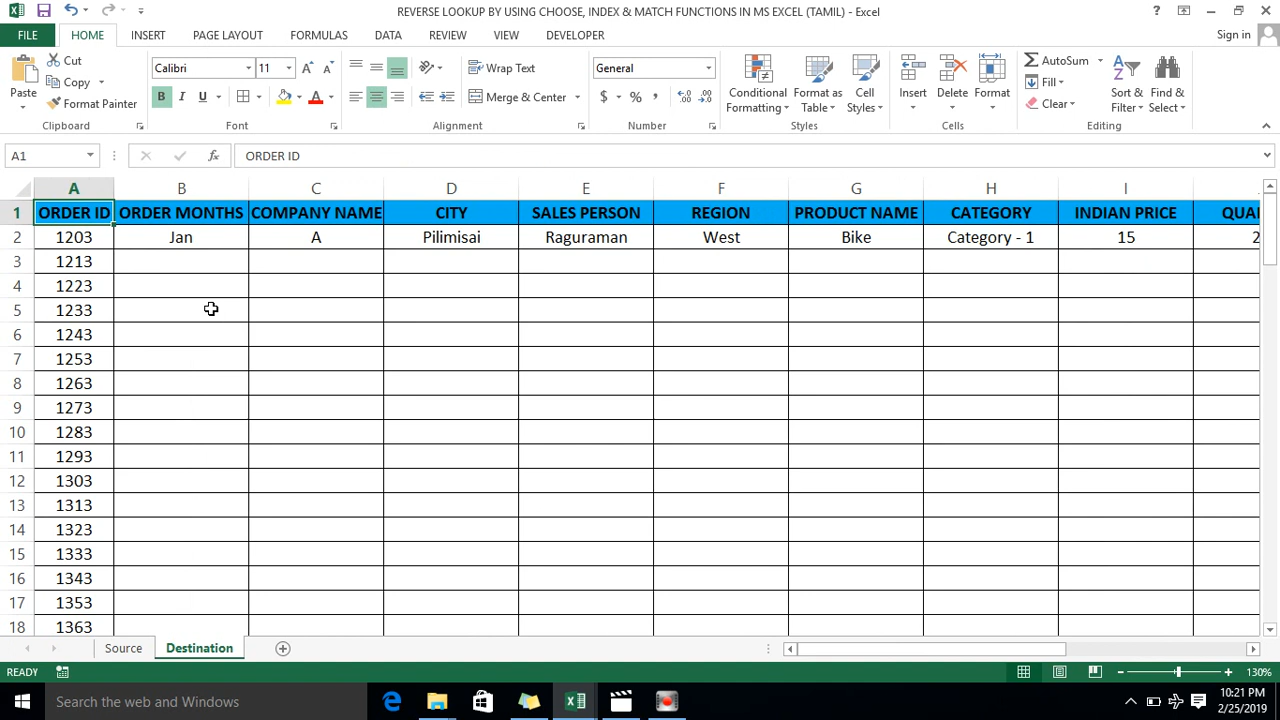 REVERSE LOOKUP BY USING CHOOSE, INDEX & MATCH FUNCTIONS IN MS EXCEL (TAMIL) - Excel
FILE HOME INSERT PAGE LAYOUT FORMULAS DATA REVIEW VIEW DEVELOPER Sign in
Paste
Cut
Copy
Format Painter
Clipboard
Calibri 11
B I U A
Font
Wrap Text
Merge & Center
Alignment
General
$ % ,
Number
Conditional Formatting
Format as Table
Cell Styles
Styles
Insert Delete Format
Cells
AutoSum
Fill
Clear
Sort & Filter
Find & Select
Editing
A1 fx ORDER ID
A B C D E F G H I
1 ORDER ID ORDER MONTHS COMPANY NAME CITY SALES PERSON REGION PRODUCT NAME CATEGORY INDIAN PRICE QUA
2 1203 Jan A Pilimisai Raguraman West Bike Category - 1 15 2
3 1213
4 1223
5 1233
6 1243
7 1253
8 1263
9 1273
10 1283
11 1293
12 1303
13 1313
14 1323
15 1333
16 1343
17 1353
18 1363
Source Destination
READY 130%
Search the web and Windows
10:21 PM
2/25/2019